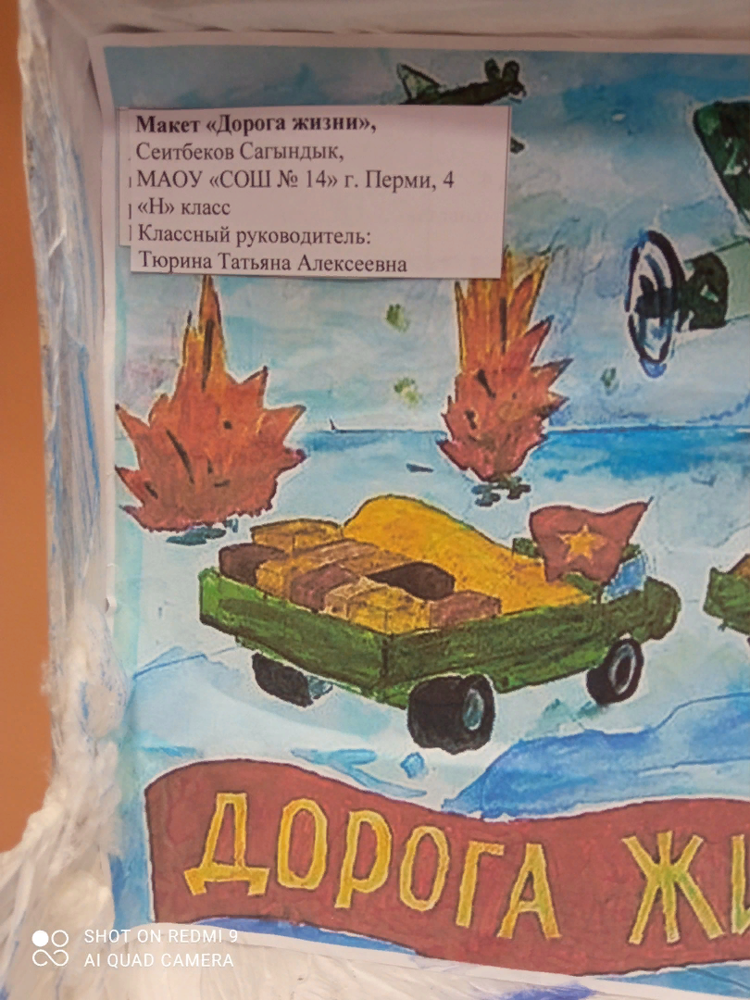 Макет «Дорога жизни»,
Сеитбеков Сагындык,
МАОУ «СОШ № 14» г. Перми, 4
«Н» класс
Классный руководитель:
Тюрина Татьяна Алексеевна
ДОРОГА ЖИ
SHOT ON REDMI 9
AI QUAD CAMERA